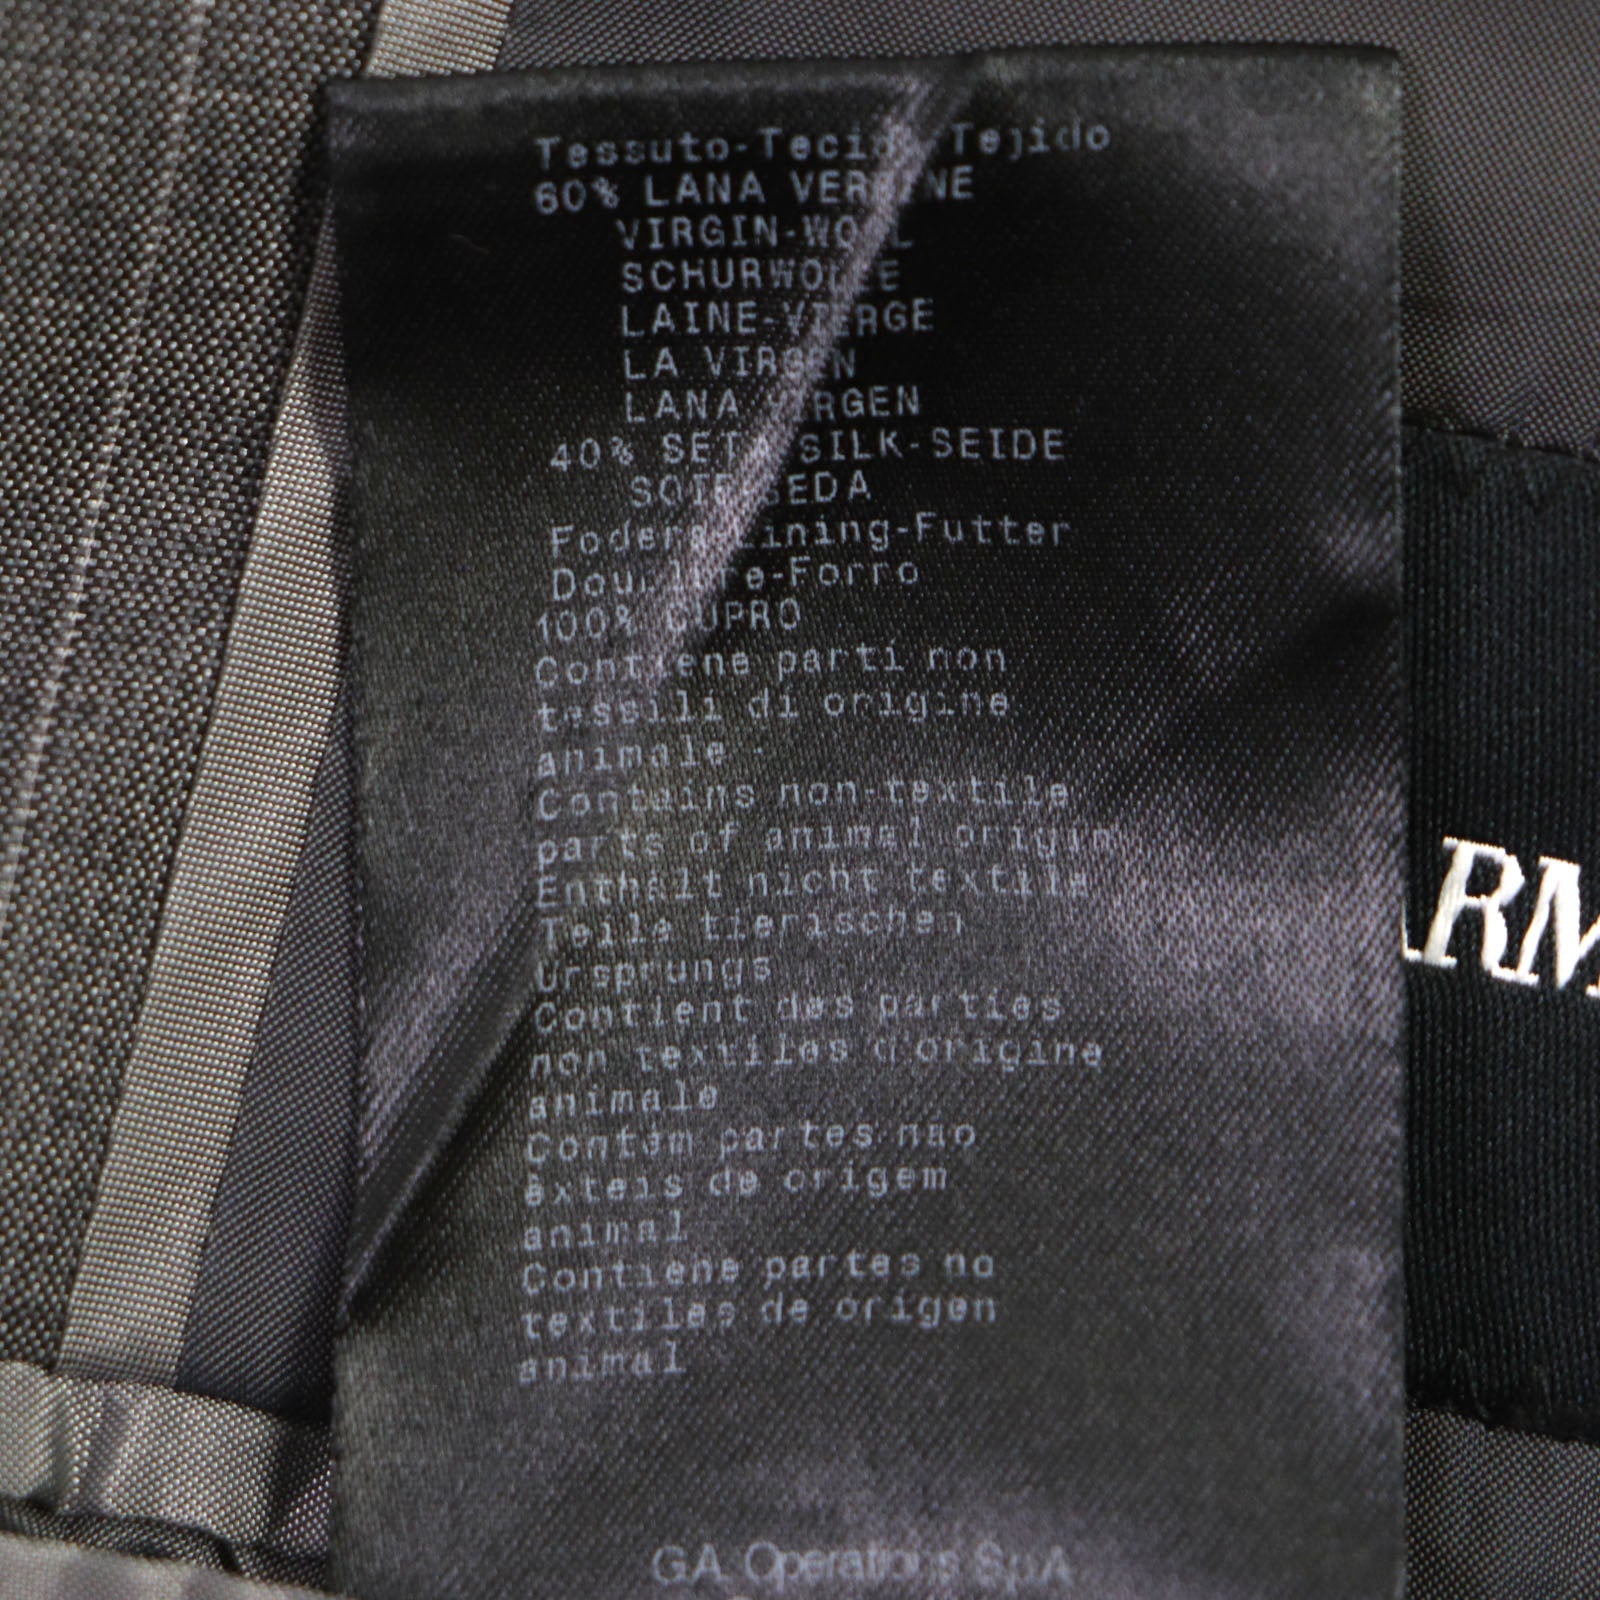 Tessuto-Tecido-Tejido
60% LANA VERGINE
VIRGIN-WOOL
SCHURWOLLE
LAINE-VIERGE
LA VIRGEN
LANA VIRGEN
40% SETA-SILK-SEIDE
SOIE-SEDA
Fodera-Lining-Futter
Doublure-Forro
100% CUPRO
Contiene parti non
tessili di origine
animale
Contains non-textile
parts of animal origin
Enthält nicht textile
Teile tierischen
Ursprungs
Contient des parties
non textiles d'origine
animale
Contém partes não
êxteis de origem
animal
Contiene partes no
textiles de origen
animal
G.A. Operations S.p.A.
ARM